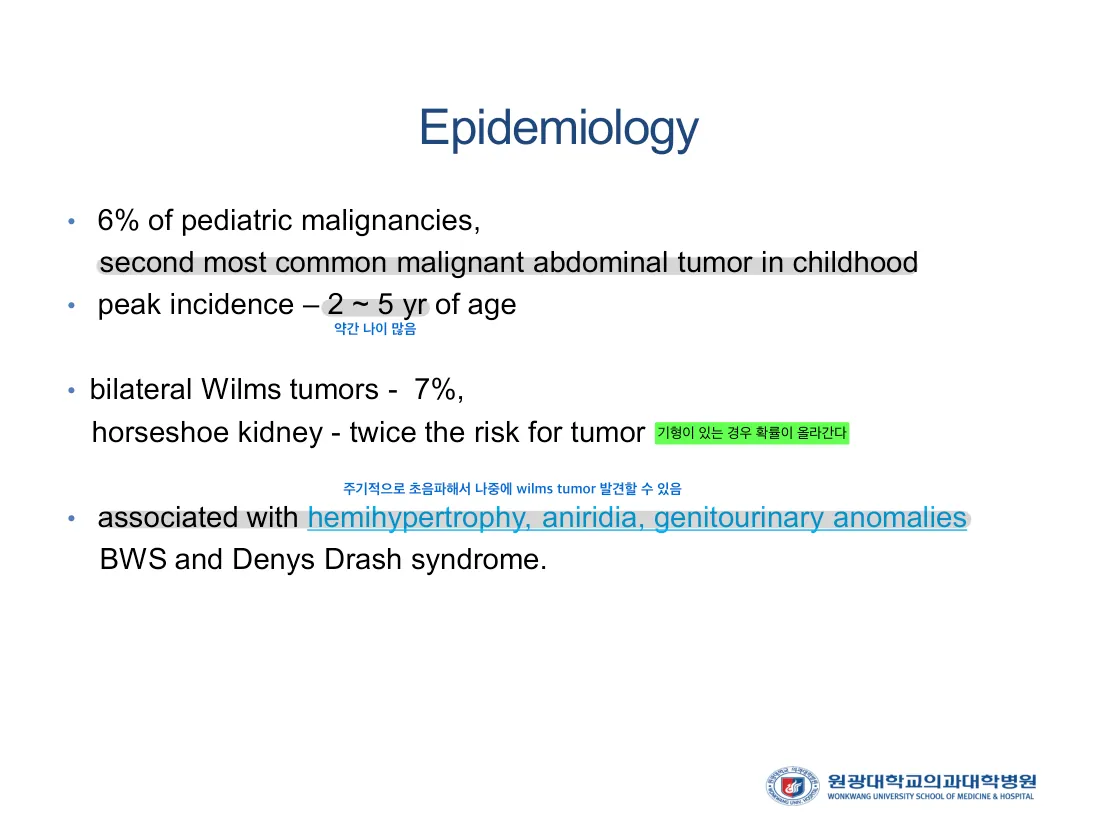 Epidemiology
• 6% of pediatric malignancies,
second most common malignant abdominal tumor in childhood
• peak incidence – 2 ~ 5 yr of age
약간 나이 많음
• bilateral Wilms tumors - 7%,
horseshoe kidney - twice the risk for tumor 기형이 있는 경우 확률이 올라간다
주기적으로 초음파해서 나중에 wilms tumor 발견할 수 있음
• associated with hemihypertrophy, aniridia, genitourinary anomalies
BWS and Denys Drash syndrome.
원광대학교의과대학병원
WONKWANG UNIVERSITY SCHOOL OF MEDICINE & HOSPITAL